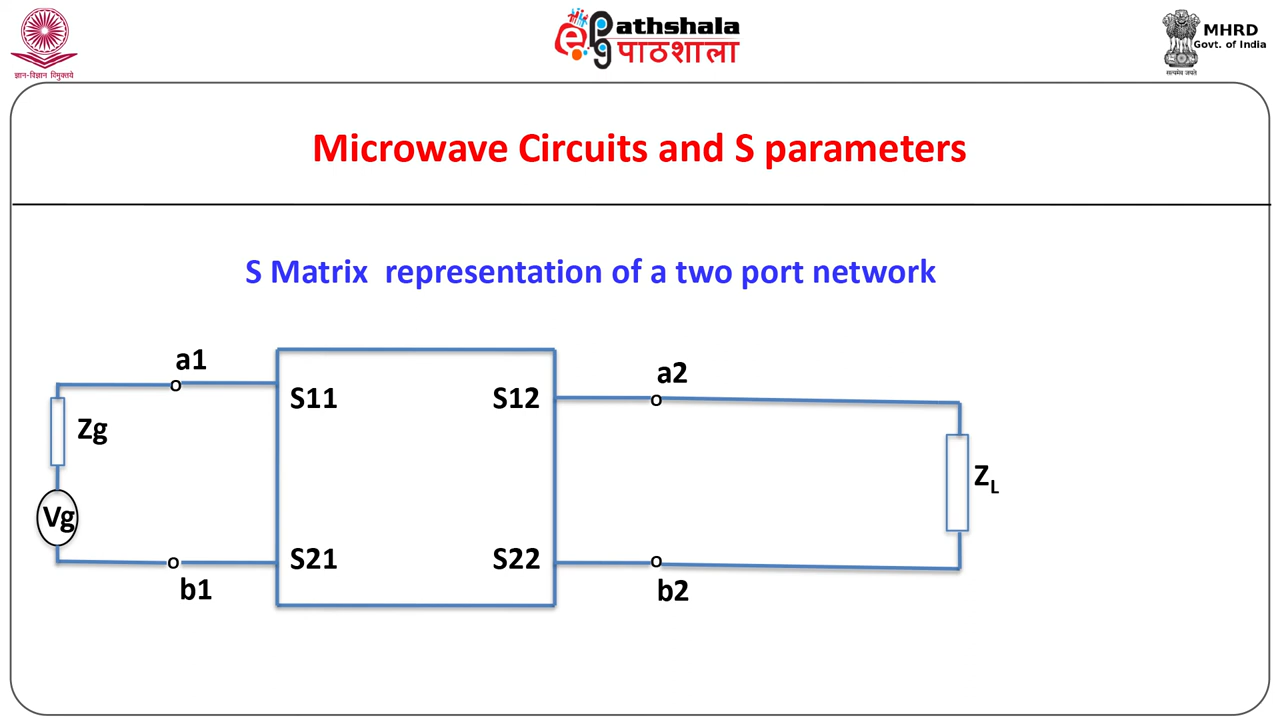 ज्ञान-विज्ञान विमुक्तये
ePathshala
पाठशाला
सत्यमेव जयते
MHRD
Govt. of India
Microwave Circuits and S parameters
S Matrix representation of a two port network
a1
a2
S11 S12
Zg
ZL
Vg
S21 S22
b1
b2